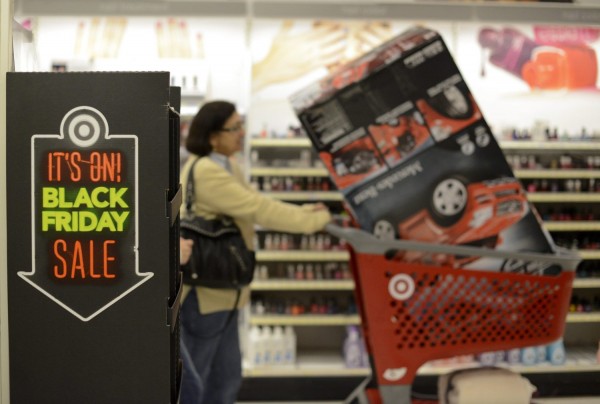 IT'S ON!
BLACK
FRIDAY
SALE
Mercedes-Benz